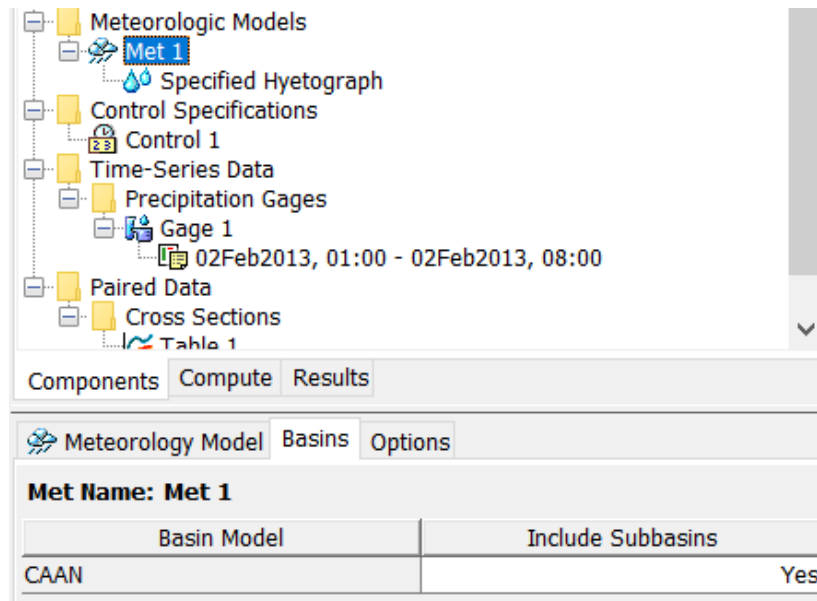 Meteorologic Models
Met 1
Specified Hyetograph
Control Specifications
Control 1
Time-Series Data
Precipitation Gages
Gage 1
02Feb2013, 01:00 - 02Feb2013, 08:00
Paired Data
Cross Sections
Table 1
Components Compute Results
Meteorology Model Basins Options
Met Name: Met 1
Basin Model Include Subbasins
CAAN Yes